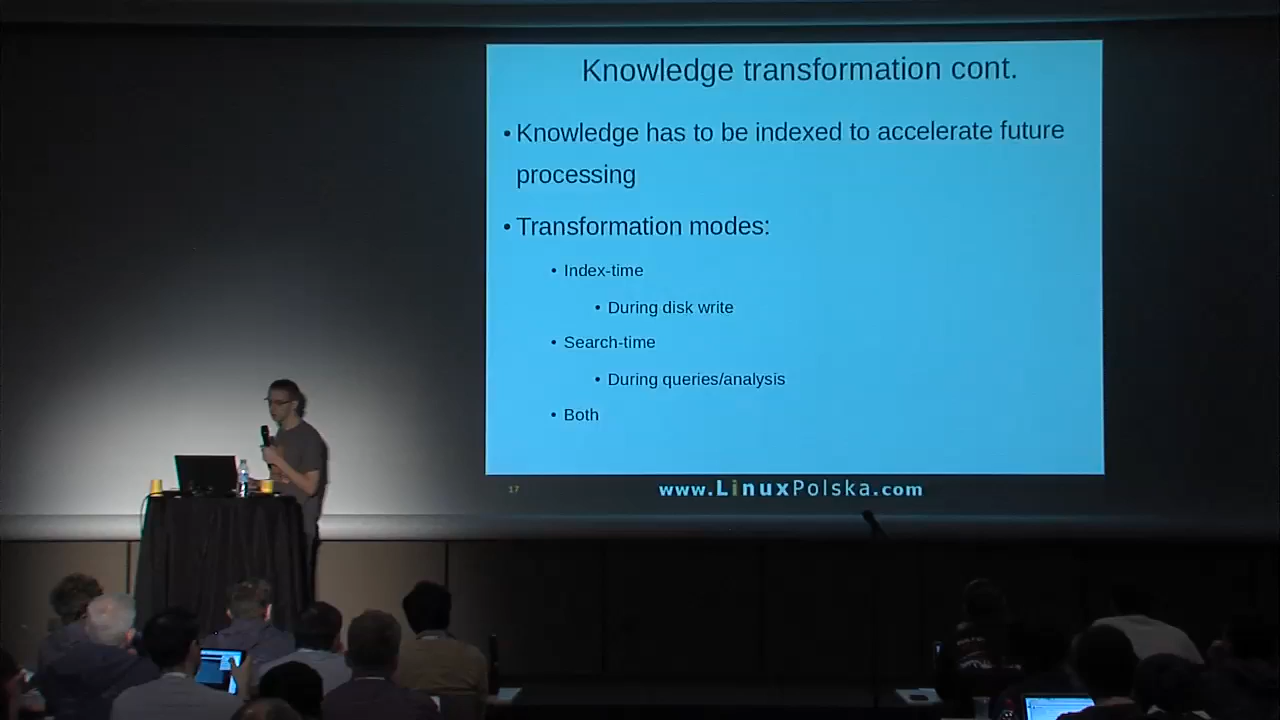 Knowledge transformation cont.
• Knowledge has to be indexed to accelerate future
processing
• Transformation modes:
• Index-time
• During disk write
• Search-time
• During queries/analysis
• Both
17
www.LinuxPolska.com